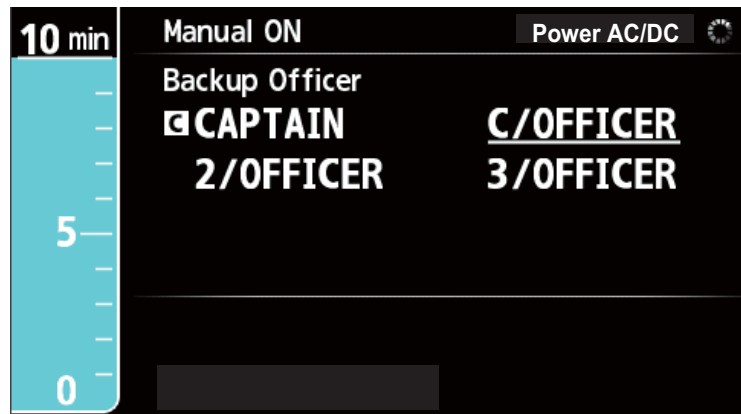 10 min
Manual ON Power AC/DC
Backup Officer
C CAPTAIN C/OFFICER
2/OFFICER 3/OFFICER
5
0